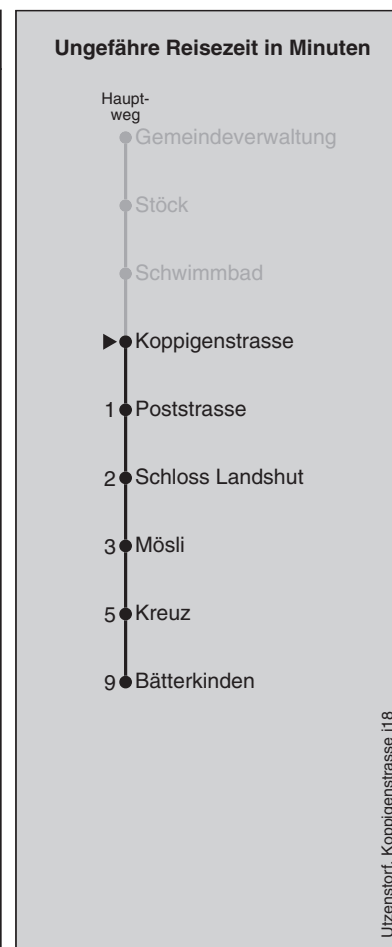 Ungefähre Reisezeit in Minuten
Haupt-
weg
Gemeindeverwaltung
Stöck
Schwimmbad
Koppigenstrasse
1 Poststrasse
2 Schloss Landshut
3 Mösli
5 Kreuz
9 Bätterkinden
Utzenstorf, Koppigenstrasse j18